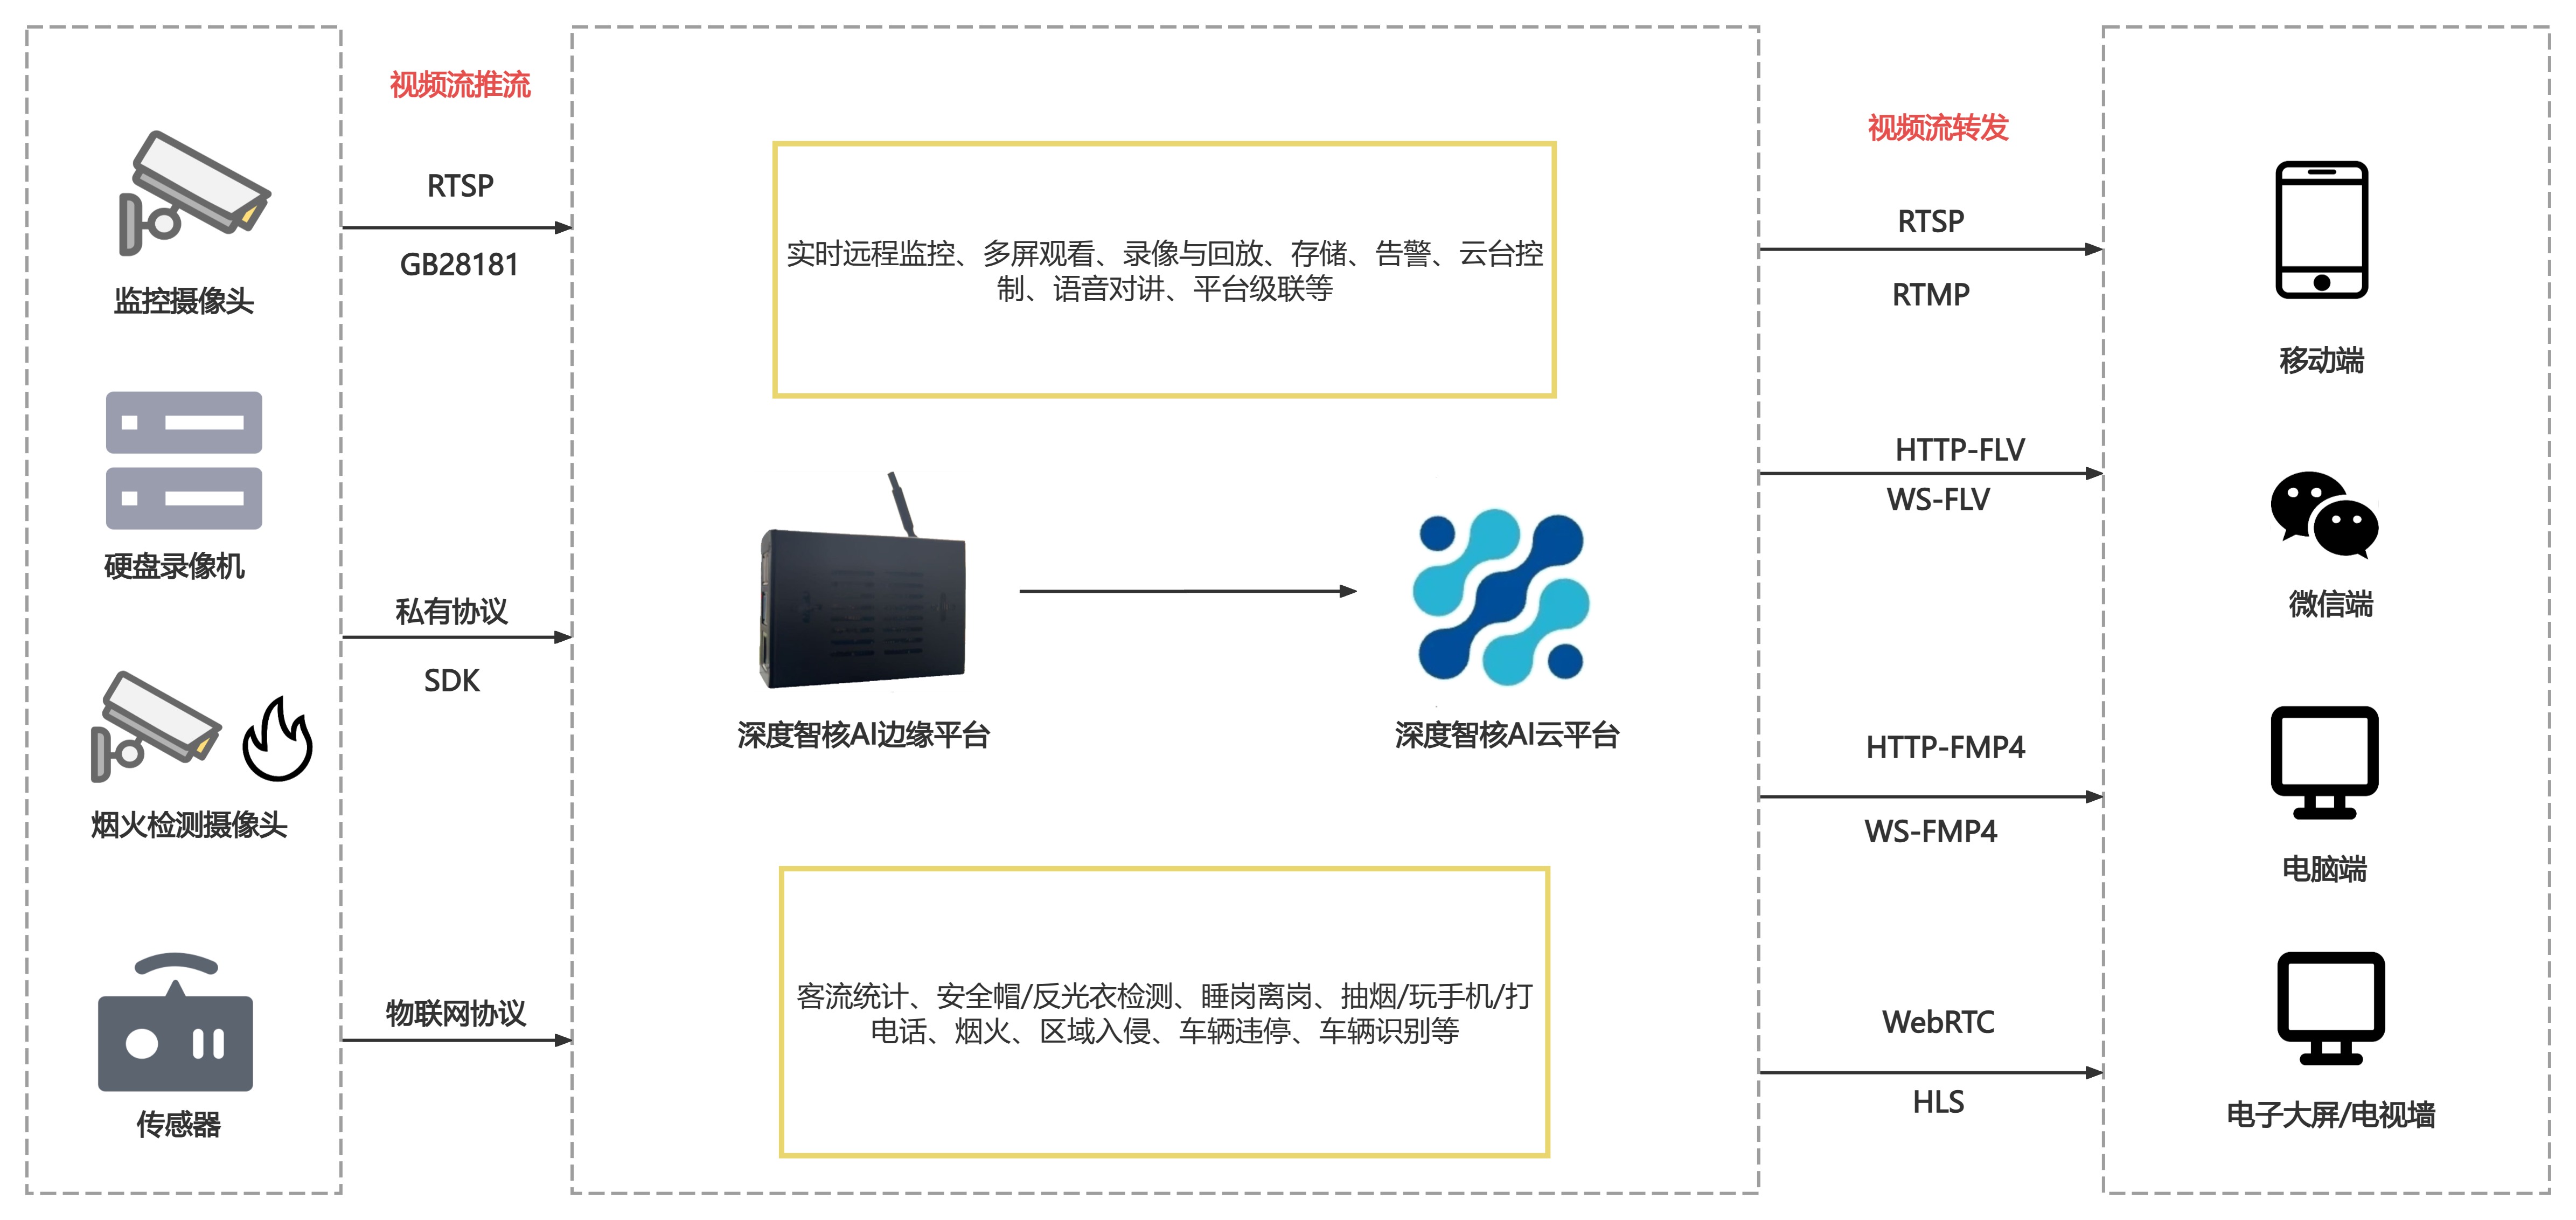 视频流推流
RTSP
GB28181
监控摄像头
硬盘录像机
私有协议
SDK
烟火检测摄像头
物联网协议
传感器
实时远程监控、多屏观看、录像与回放、存储、告警、云台控
制、语音对讲、平台级联等
深度智核AI边缘平台
深度智核AI云平台
客流统计、安全帽/反光衣检测、睡岗离岗、抽烟/玩手机/打
电话、烟火、区域入侵、车辆违停、车辆识别等
视频流转发
RTSP
RTMP
HTTP-FLV
WS-FLV
HTTP-FMP4
WS-FMP4
WebRTC
HLS
移动端
微信端
电脑端
电子大屏/电视墙